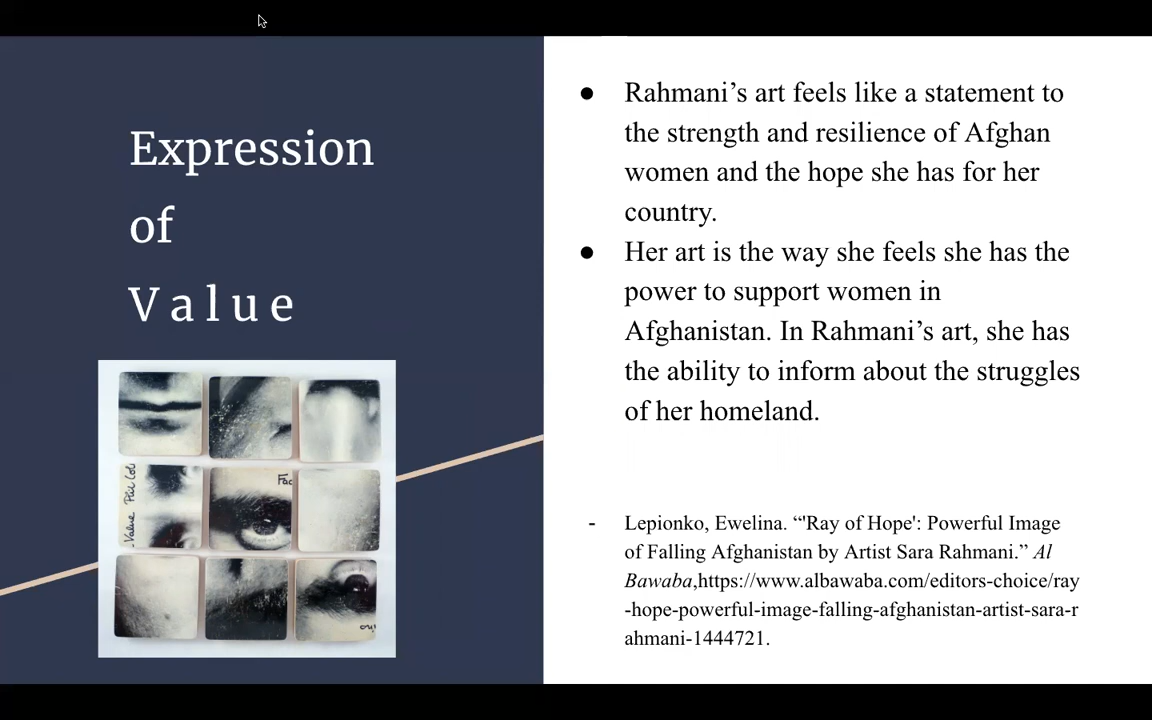 Expression
of
Value
Value Più Col
Fac
● Rahmani’s art feels like a statement to
the strength and resilience of Afghan
women and the hope she has for her
country.
● Her art is the way she feels she has the
power to support women in
Afghanistan. In Rahmani’s art, she has
the ability to inform about the struggles
of her homeland.
- Lepionko, Ewelina. “'Ray of Hope': Powerful Image
of Falling Afghanistan by Artist Sara Rahmani.” Al
Bawaba,https://www.albawaba.com/editors-choice/ray
-hope-powerful-image-falling-afghanistan-artist-sara-r
ahmani-1444721.